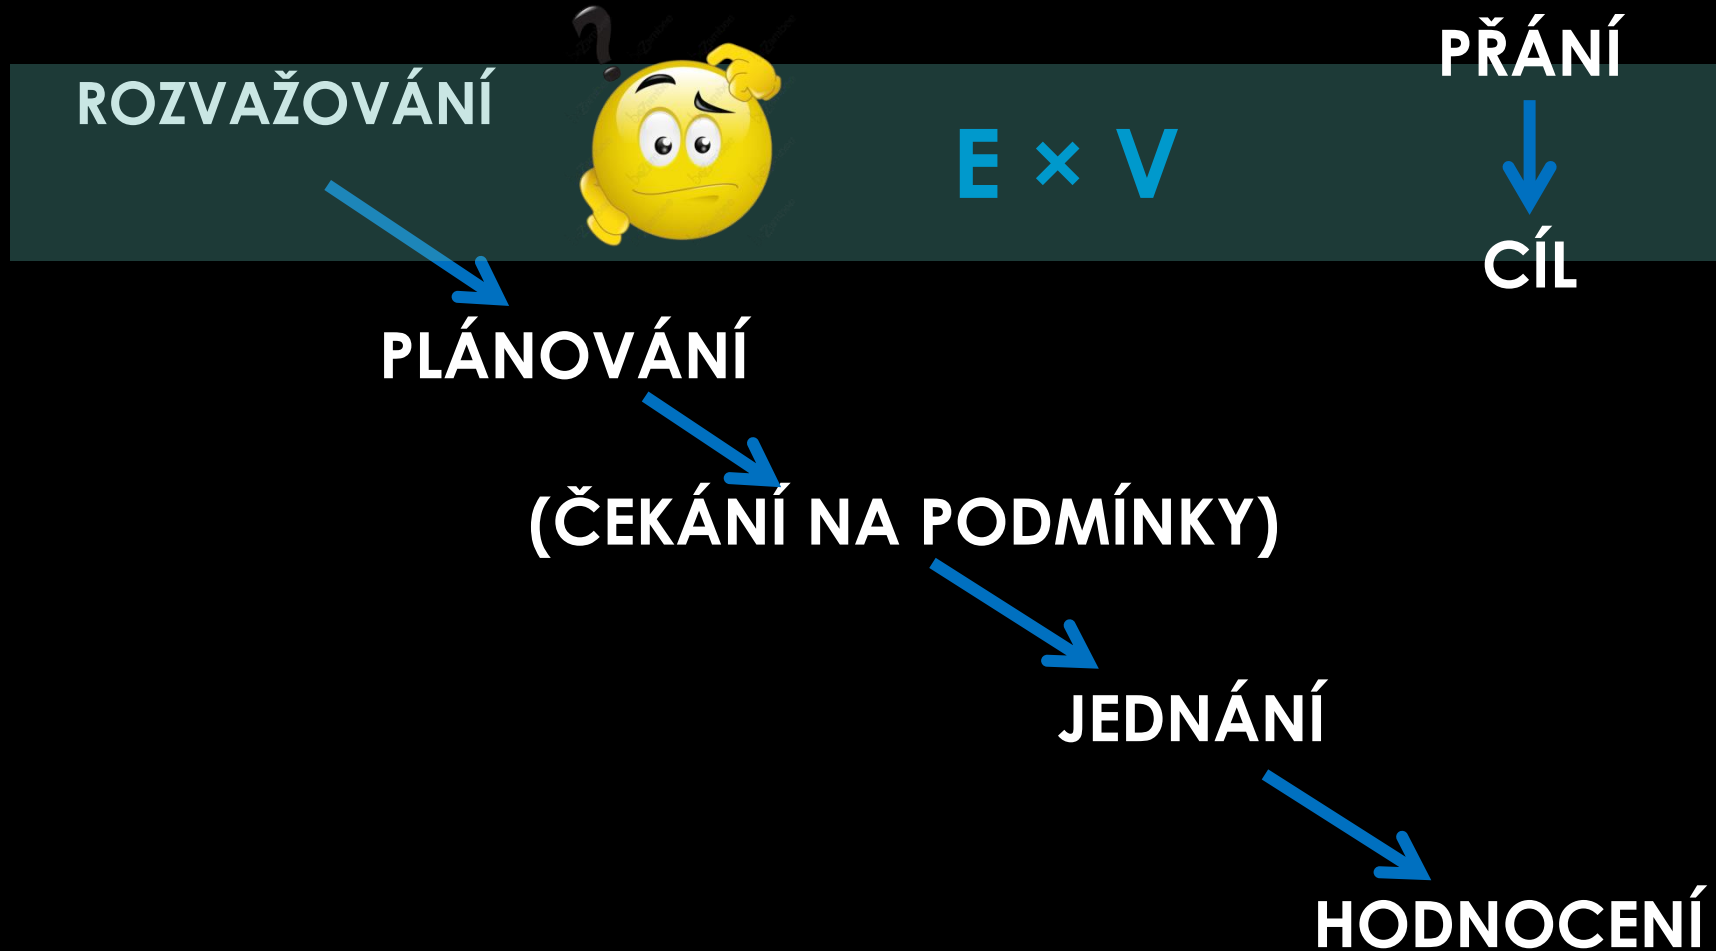 PŘÁNÍ
ROZVAŽOVÁNÍ
?
E × V
CÍL
PLÁNOVÁNÍ
(ČEKÁNÍ NA PODMÍNKY)
JEDNÁNÍ
HODNOCENÍ